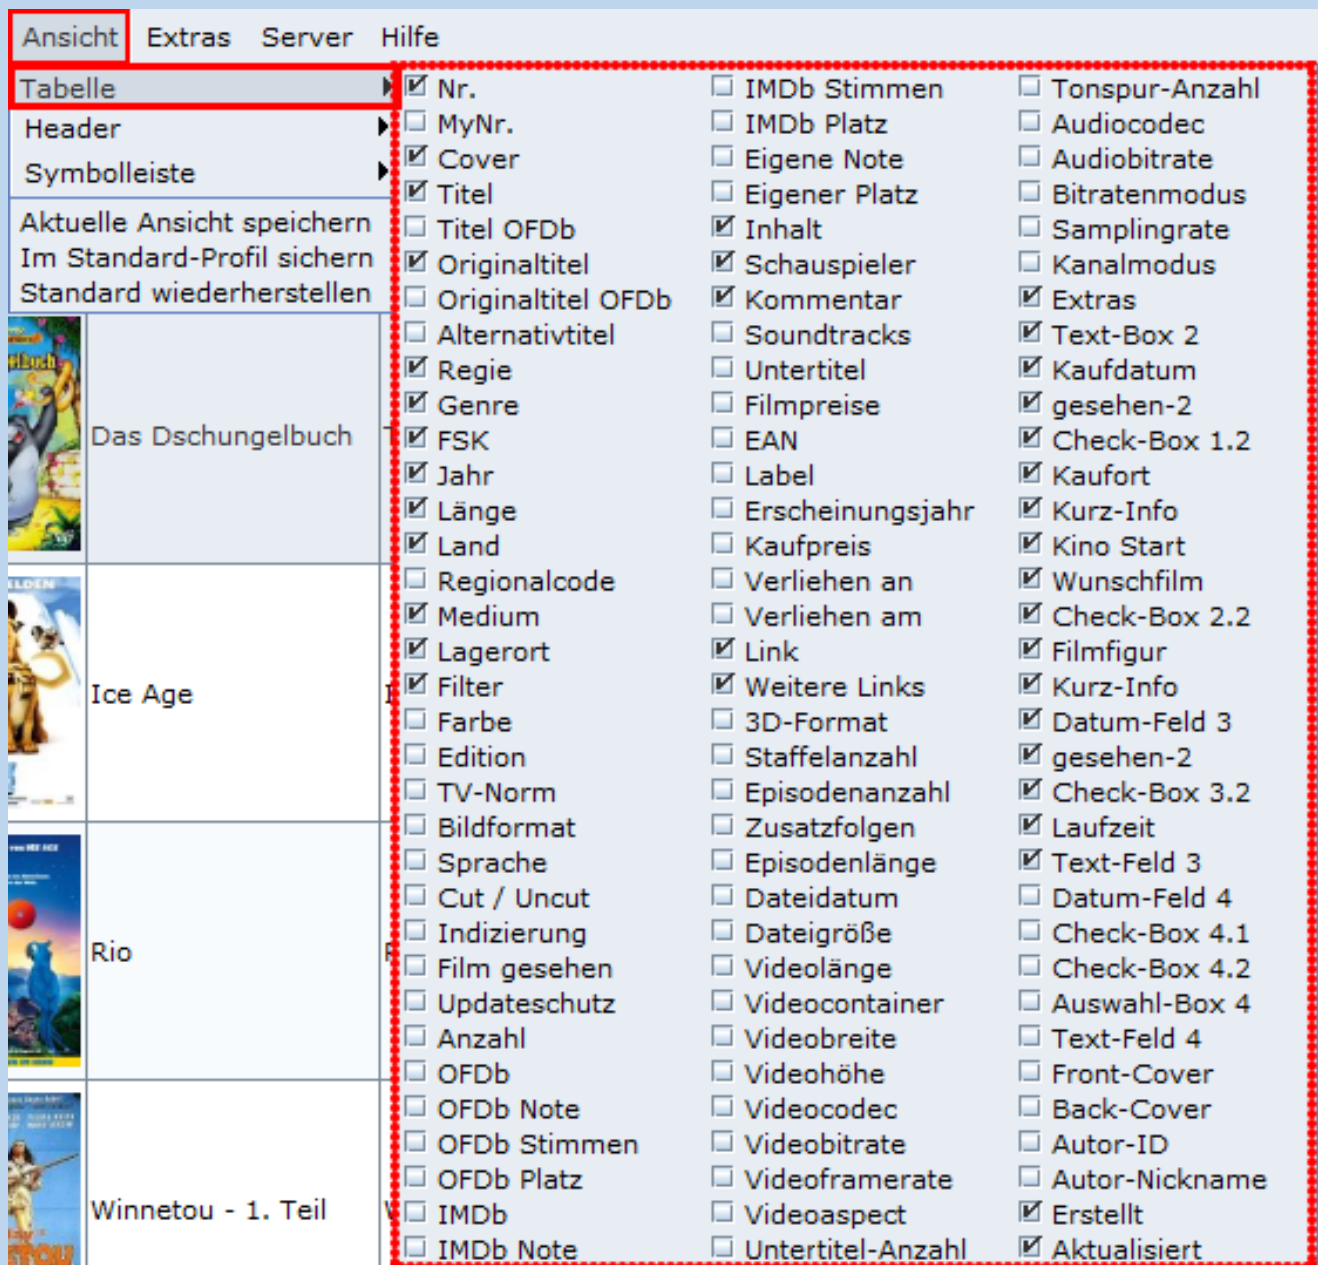 Ansicht Extras Server Hilfe
Tabelle
Header
Symbolleiste
Aktuelle Ansicht speichern
Im Standard-Profil sichern
Standard wiederherstellen
Das Dschungelbuch
Ice Age
Rio
Winnetou - 1. Teil
Nr.
MyNr.
Cover
Titel
Titel OFDb
Originaltitel
Originaltitel OFDb
Alternativtitel
Regie
Genre
FSK
Jahr
Länge
Land
Regionalcode
Medium
Lagerort
Filter
Farbe
Edition
TV-Norm
Bildformat
Sprache
Cut / Uncut
Indizierung
Film gesehen
Updateschutz
Anzahl
OFDb
OFDb Note
OFDb Stimmen
OFDb Platz
IMDb
IMDb Note
IMDb Stimmen
IMDb Platz
Eigene Note
Eigener Platz
Inhalt
Schauspieler
Kommentar
Soundtracks
Untertitel
Filmpreise
EAN
Label
Erscheinungsjahr
Kaufpreis
Verliehen an
Verliehen am
Link
Weitere Links
3D-Format
Staffelanzahl
Episodenanzahl
Zusatzfolgen
Episodenlänge
Dateidatum
Dateigröße
Videolänge
Videocontainer
Videobreite
Videohöhe
Videocodec
Videobitrate
Videoframerate
Videoaspect
Untertitel-Anzahl
Tonspur-Anzahl
Audiocodec
Audiobitrate
Bitratenmodus
Samplingrate
Kanalmodus
Extras
Text-Box 2
Kaufdatum
gesehen-2
Check-Box 1.2
Kaufort
Kurz-Info
Kino Start
Wunschfilm
Check-Box 2.2
Filmfigur
Kurz-Info
Datum-Feld 3
gesehen-2
Check-Box 3.2
Laufzeit
Text-Feld 3
Datum-Feld 4
Check-Box 4.1
Check-Box 4.2
Auswahl-Box 4
Text-Feld 4
Front-Cover
Back-Cover
Autor-ID
Autor-Nickname
Erstellt
Aktualisiert